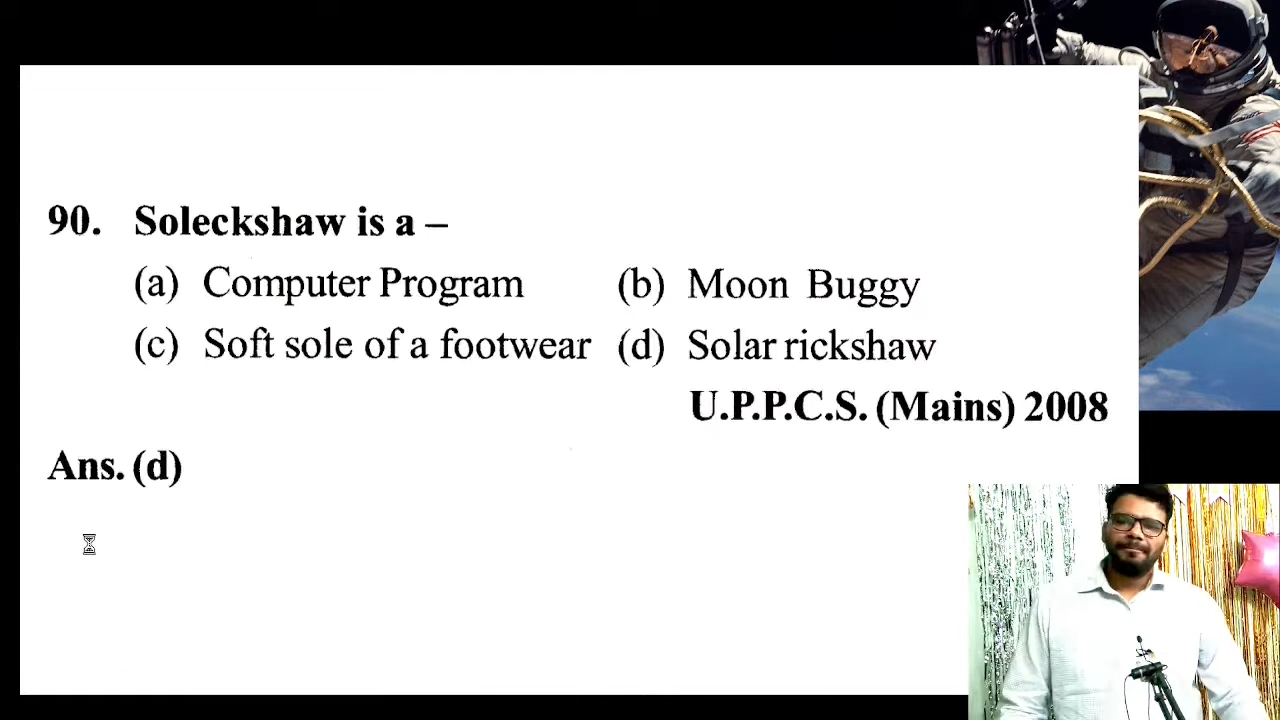 90. Soleckshaw is a –
(a) Computer Program (b) Moon Buggy
(c) Soft sole of a footwear (d) Solar rickshaw
U.P.P.C.S. (Mains) 2008
Ans. (d)